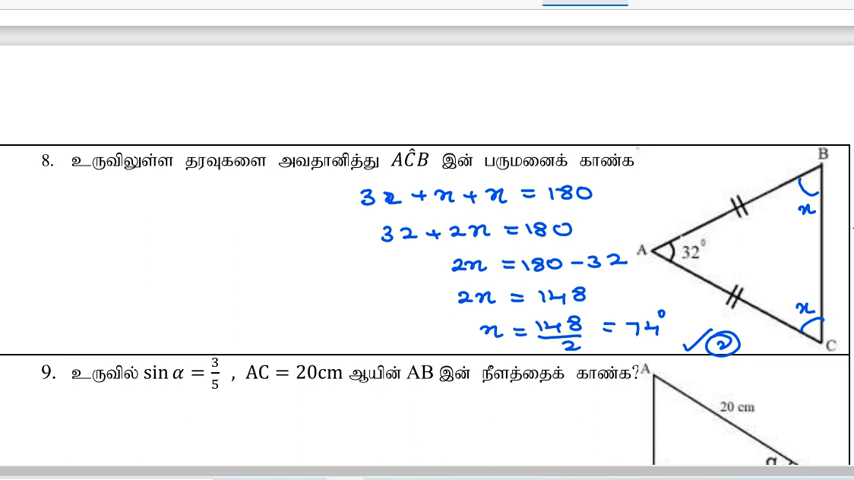 8. உருவிலுள்ள தரவுகளை அவதானித்து AĈB இன் பருமனைக் காண்க
32 + x + x = 180
32 + 2x = 180
2x = 180 - 32
2x = 148
x = 148/2 = 74°
✓ 2
B
x
A 32°
x
C
9. உருவில் sin α = 3/5 , AC = 20cm ஆயின் AB இன் நீளத்தைக் காண்க?
A
20 cm
α